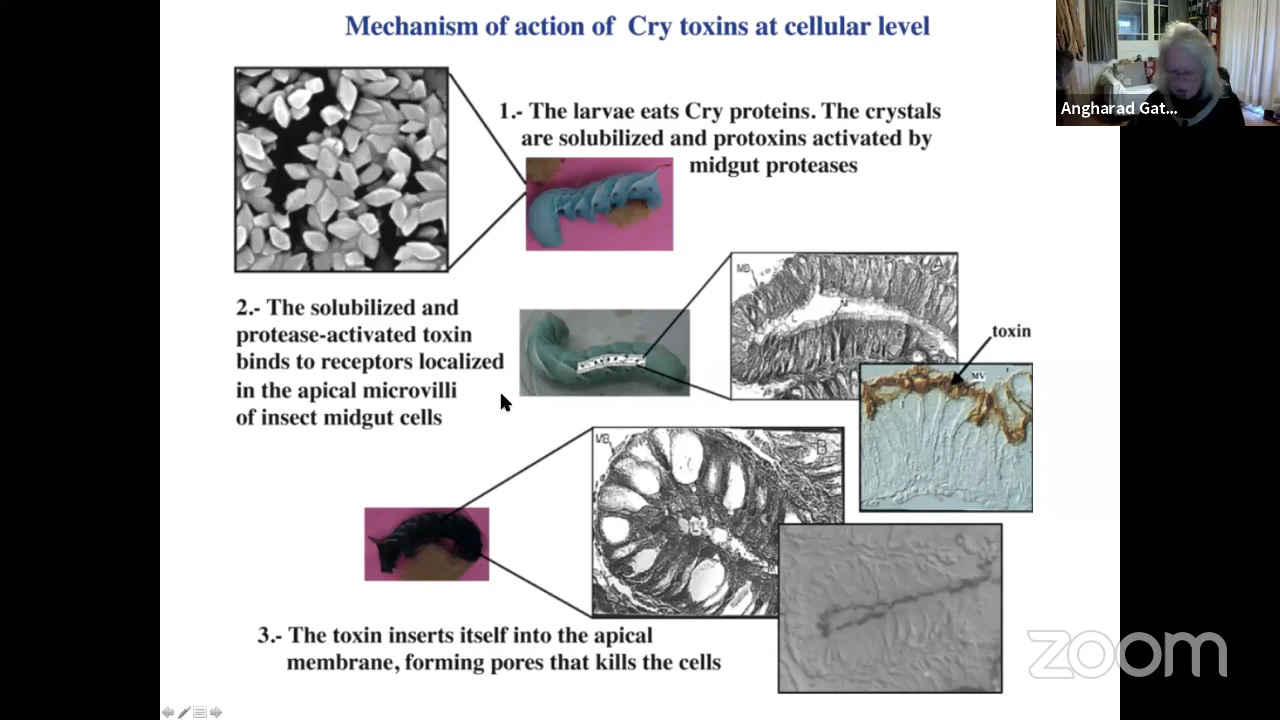 Mechanism of action of Cry toxins at cellular level
1.- The larvae eats Cry proteins. The crystals
are solubilized and protoxins activated by
midgut proteases
Angharad Gat...
2.- The solubilized and
protease-activated toxin
binds to receptors localized
in the apical microvilli
of insect midgut cells
MB
A
M
L
toxin
MV
MB
B
L
3.- The toxin inserts itself into the apical
membrane, forming pores that kills the cells
zoom